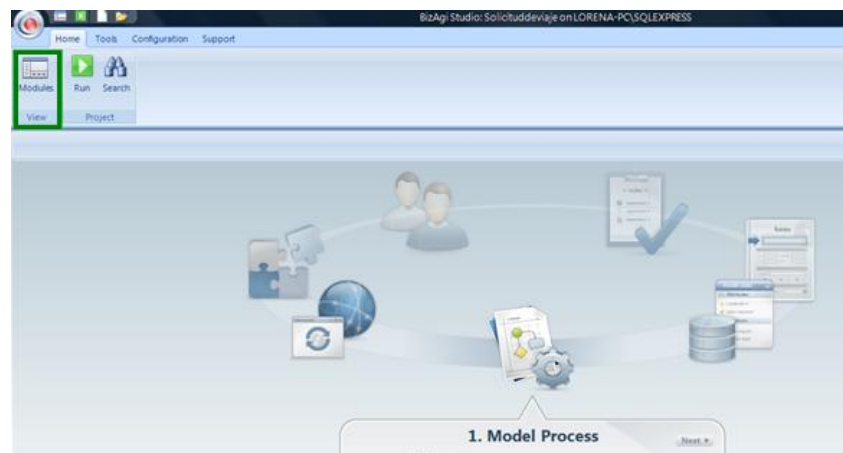 BizAgi Studio: Solicituddeviaje on LORENA-PC\SQLEXPRESS
Home Tools Configuration Support
Modules Run Search
View Project
1. Model Process
Next